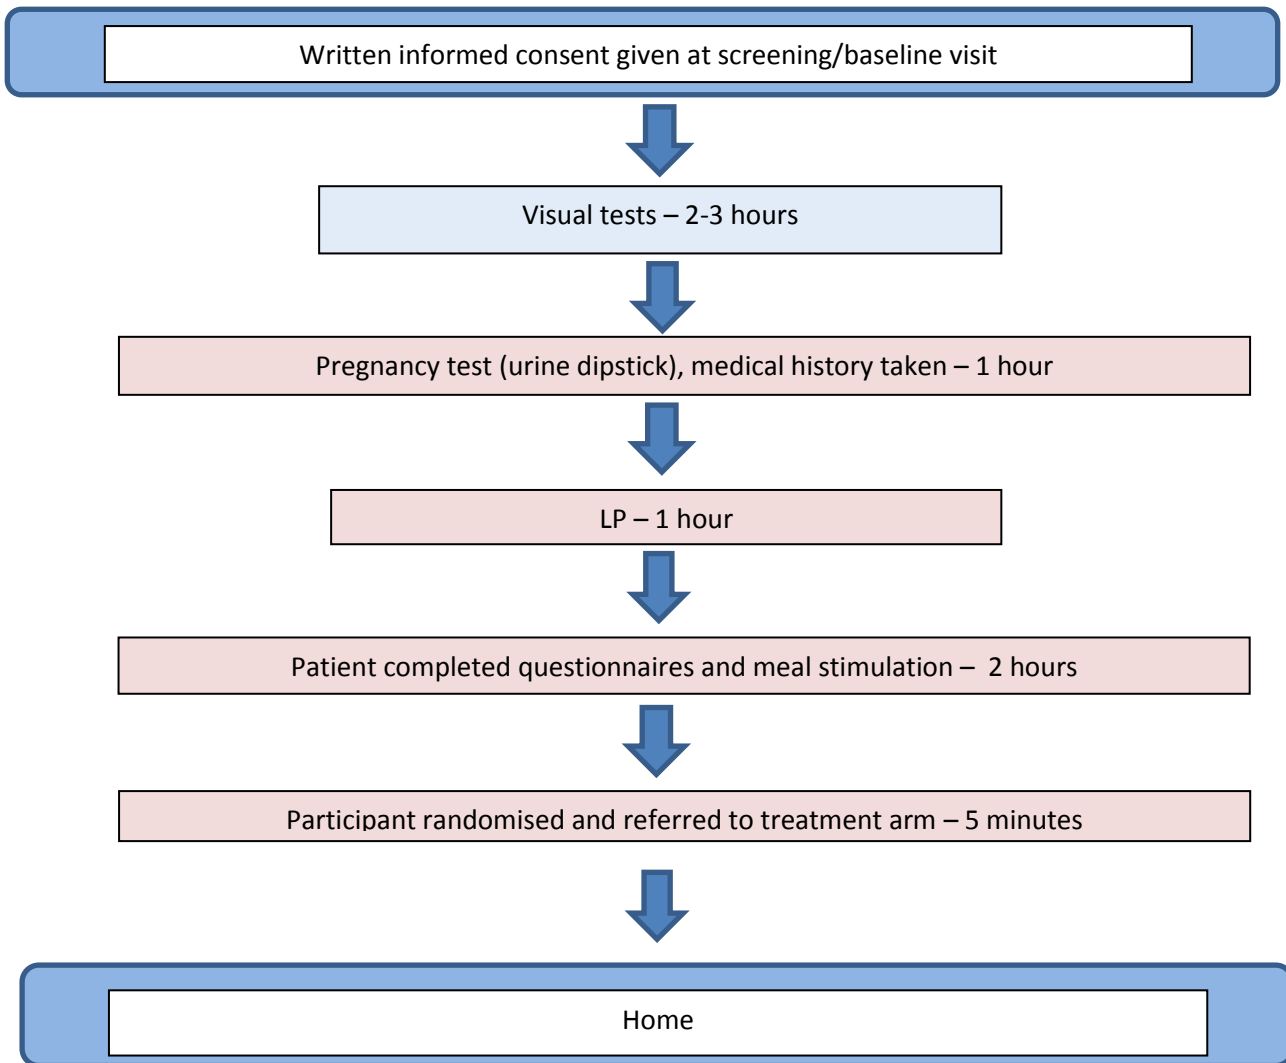 Written informed consent given at screening/baseline visit
Visual tests – 2-3 hours
Pregnancy test (urine dipstick), medical history taken – 1 hour
LP – 1 hour
Patient completed questionnaires and meal stimulation –  2 hours
Participant randomised and referred to treatment arm – 5 minutes
Home